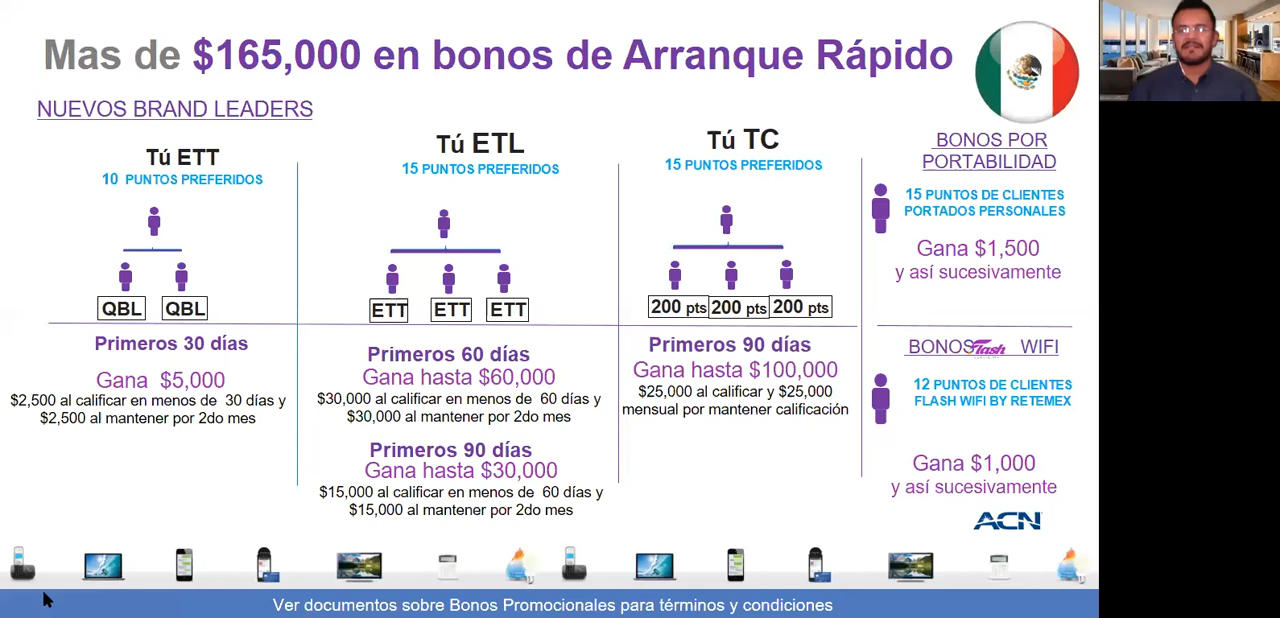 Mas de $165,000 en bonos de Arranque Rápido
NUEVOS BRAND LEADERS
Tú ETT
10 PUNTOS PREFERIDOS
QBL QBL
Primeros 30 días
Gana $5,000
$2,500 al calificar en menos de 30 días y
$2,500 al mantener por 2do mes
Tú ETL
15 PUNTOS PREFERIDOS
ETT ETT ETT
Primeros 60 días
Gana hasta $60,000
$30,000 al calificar en menos de 60 días y
$30,000 al mantener por 2do mes
Primeros 90 días
Gana hasta $30,000
$15,000 al calificar en menos de 60 días y
$15,000 al mantener por 2do mes
Tú TC
15 PUNTOS PREFERIDOS
200 pts 200 pts 200 pts
Primeros 90 días
Gana hasta $100,000
$25,000 al calificar y $25,000
mensual por mantener calificación
BONOS POR
PORTABILIDAD
15 PUNTOS DE CLIENTES
PORTADOS PERSONALES
Gana $1,500
y así sucesivamente
BONOS flash WIFI
12 PUNTOS DE CLIENTES
FLASH WIFI BY RETEMEX
Gana $1,000
y así sucesivamente
ACN
Ver documentos sobre Bonos Promocionales para términos y condiciones